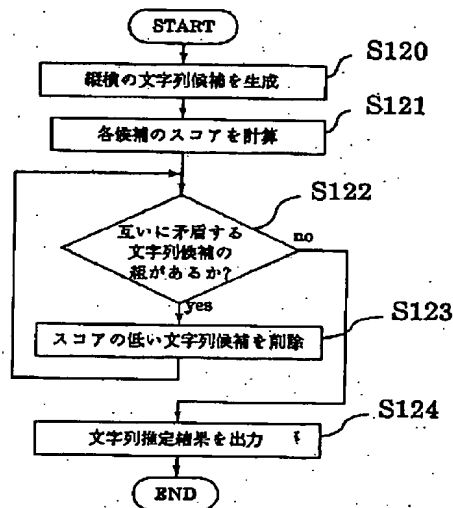 START
S120
縦横の文字列候補を生成
S121
各候補のスコアを計算
S122
互いに矛盾する
文字列候補の
組があるか?
no
yes
S123
スコアの低い文字列候補を削除
S124
文字列推定結果を出力
END